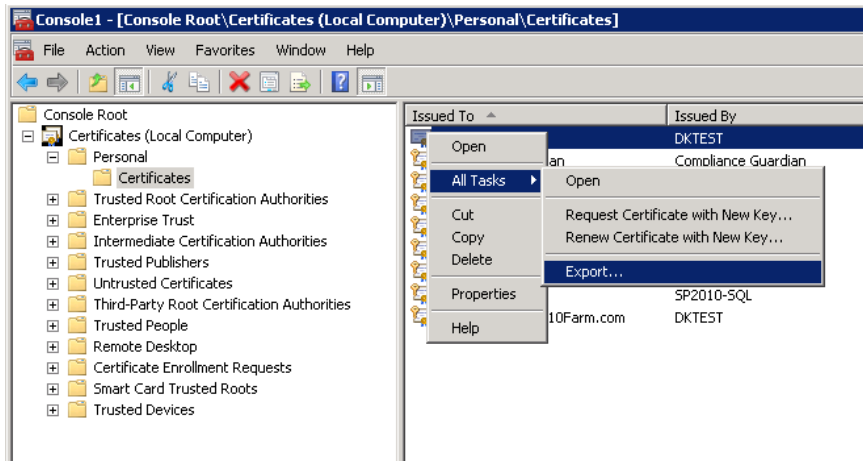 Console1 - [Console Root\Certificates (Local Computer)\Personal\Certificates]
File Action View Favorites Window Help
Console Root
Certificates (Local Computer)
Personal
Certificates
Trusted Root Certification Authorities
Enterprise Trust
Intermediate Certification Authorities
Trusted Publishers
Untrusted Certificates
Third-Party Root Certification Authorities
Trusted People
Remote Desktop
Certificate Enrollment Requests
Smart Card Trusted Roots
Trusted Devices
Issued To Issued By
DKTEST
an Compliance Guardian
SP2010-SQL
10Farm.com DKTEST
Open
All Tasks
Cut
Copy
Delete
Properties
Help
Open
Request Certificate with New Key...
Renew Certificate with New Key...
Export...